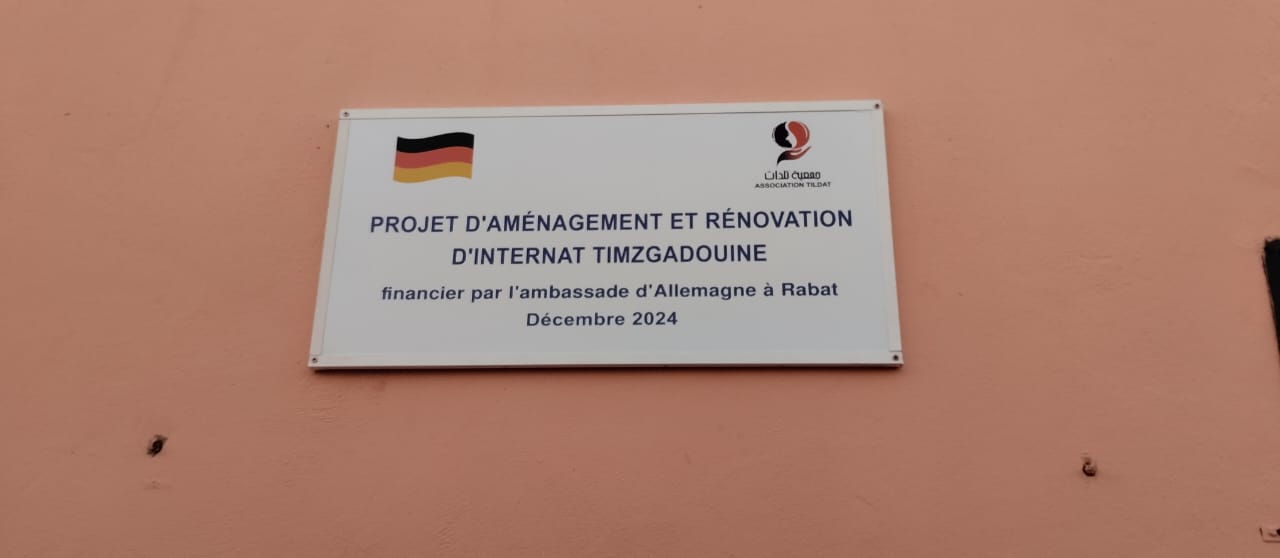 جمعية تلدات
ASSOCIATION TILDAT
PROJET D'AMÉNAGEMENT ET RÉNOVATION
D'INTERNAT TIMZGADOUINE
financier par l'ambassade d'Allemagne à Rabat
Décembre 2024